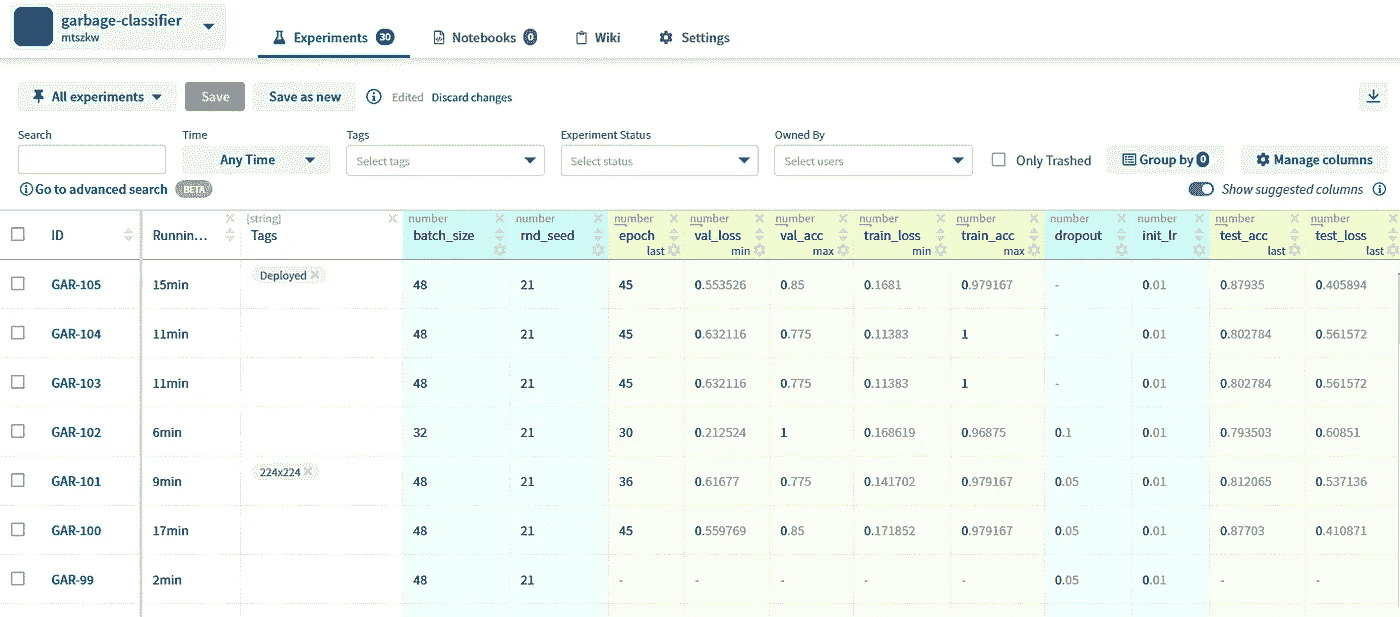 garbage-classifier
mtszkw
Experiments 30 Notebooks 0 Wiki Settings
All experiments Save Save as new Edited Discard changes
Search Time Tags Experiment Status Owned By
Any Time Select tags Select status Select users Only Trashed Group by 0 Manage columns
Go to advanced search BETA Show suggested columns
{string} number number number number number number number number number number number
ID Runnin... Tags batch_size rnd_seed epoch val_loss val_acc train_loss train_acc dropout init_lr test_acc test_loss
last min max min max last last
GAR-105 15min Deployed 48 21 45 0.553526 0.85 0.1681 0.979167 - 0.01 0.87935 0.405894
GAR-104 11min 48 21 45 0.632116 0.775 0.11383 1 - 0.01 0.802784 0.561572
GAR-103 11min 48 21 45 0.632116 0.775 0.11383 1 - 0.01 0.802784 0.561572
GAR-102 6min 32 21 30 0.212524 1 0.168619 0.96875 0.1 0.01 0.793503 0.60851
GAR-101 9min 224x224 48 21 36 0.61677 0.775 0.141702 0.979167 0.05 0.01 0.812065 0.537136
GAR-100 17min 48 21 45 0.559769 0.85 0.171852 0.979167 0.05 0.01 0.87703 0.410871
GAR-99 2min 48 21 - - - - - 0.05 0.01 - -